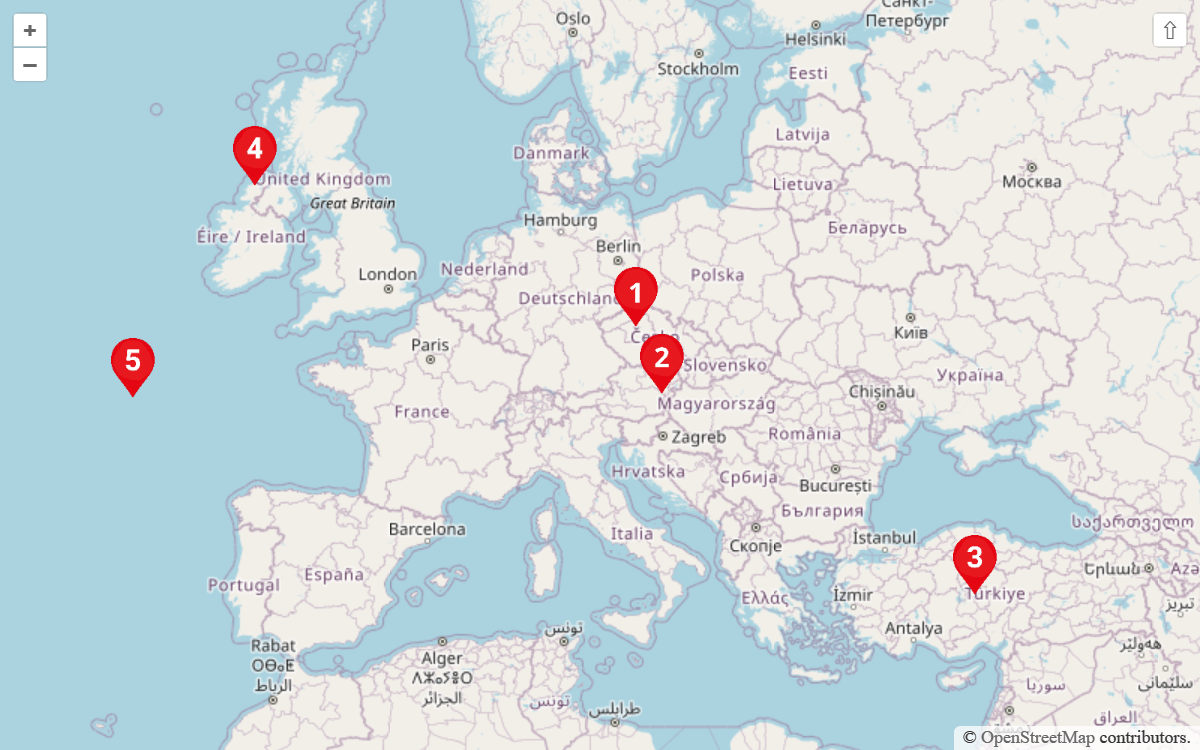 +
−
⇧
Oslo
Санкт-
Петербург
Helsinki
Stockholm
Eesti
Latvija
Danmark
4
United Kingdom
Great Britain
Lietuva
Москва
Hamburg
Беларусь
Éire / Ireland
Berlin
Nederland
London
Polska
1
Deutschland
Київ
Česko
Paris
5
2
Slovensko
Україна
Chișinău
Magyarország
France
Zagreb
România
Hrvatska
Србија
București
България
Barcelona
Italia
Скопје
İstanbul
საქართველო
3
España
Portugal
Ελλάς
İzmir
Türkiye
Երևան
Azə
تبریز
Antalya
تونس
Rabat
ⵔⴱⴰⵟ
الرباط
Alger
ⴷⵣⴰⵢⵔ
الجزائر
ھەولێر
سلێمانی
سوريا
تونس
طرابلس
العراق
© OpenStreetMap contributors.